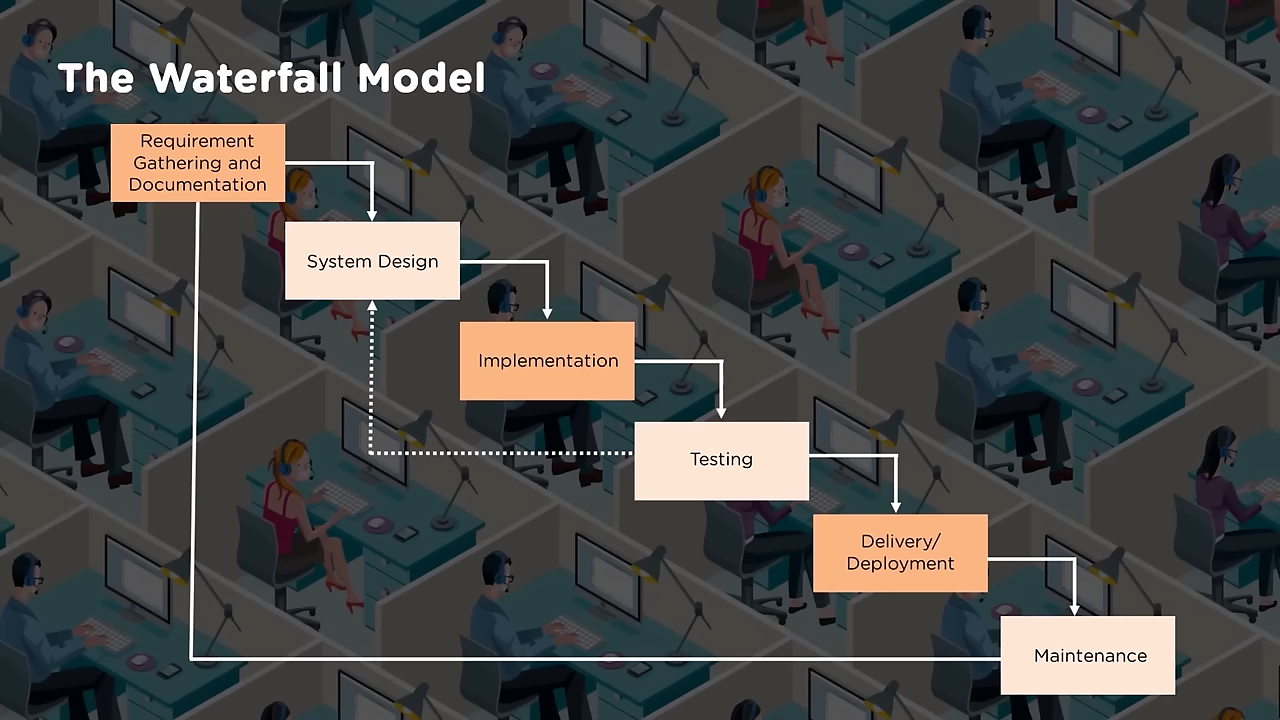 The Waterfall Model
Requirement
Gathering and
Documentation
System Design
Implementation
Testing
Delivery/
Deployment
Maintenance